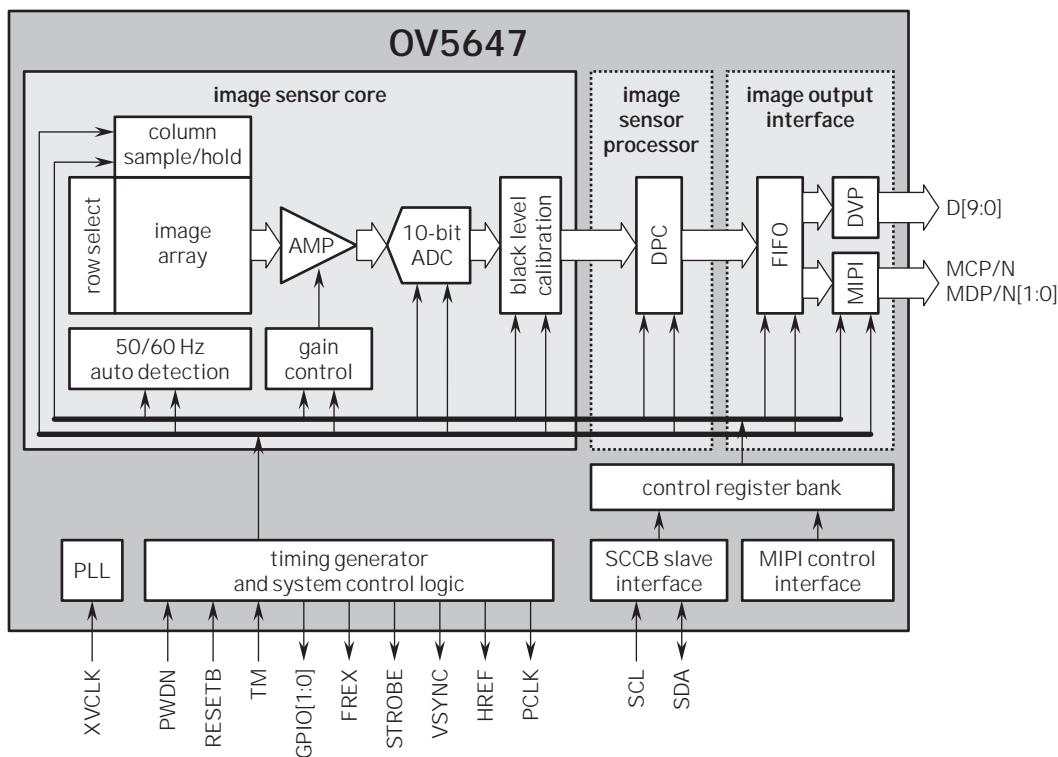 OV5647
image sensor core
image
sensor
processor
image output
interface
column
sample/hold
row select
image
array
AMP
10-bit
ADC
black level
calibration
DPC
FIFO
DVP
MIPI
D[9:0]
MCP/N
MDP/N[1:0]
50/60 Hz
auto detection
gain
control
control register bank
PLL
timing generator
and system control logic
SCCB slave
interface
MIPI control
interface
XVCLK
PWDN
RESETB
TM
GPIO[1:0]
FREX
STROBE
VSYNC
HREF
PCLK
SCL
SDA